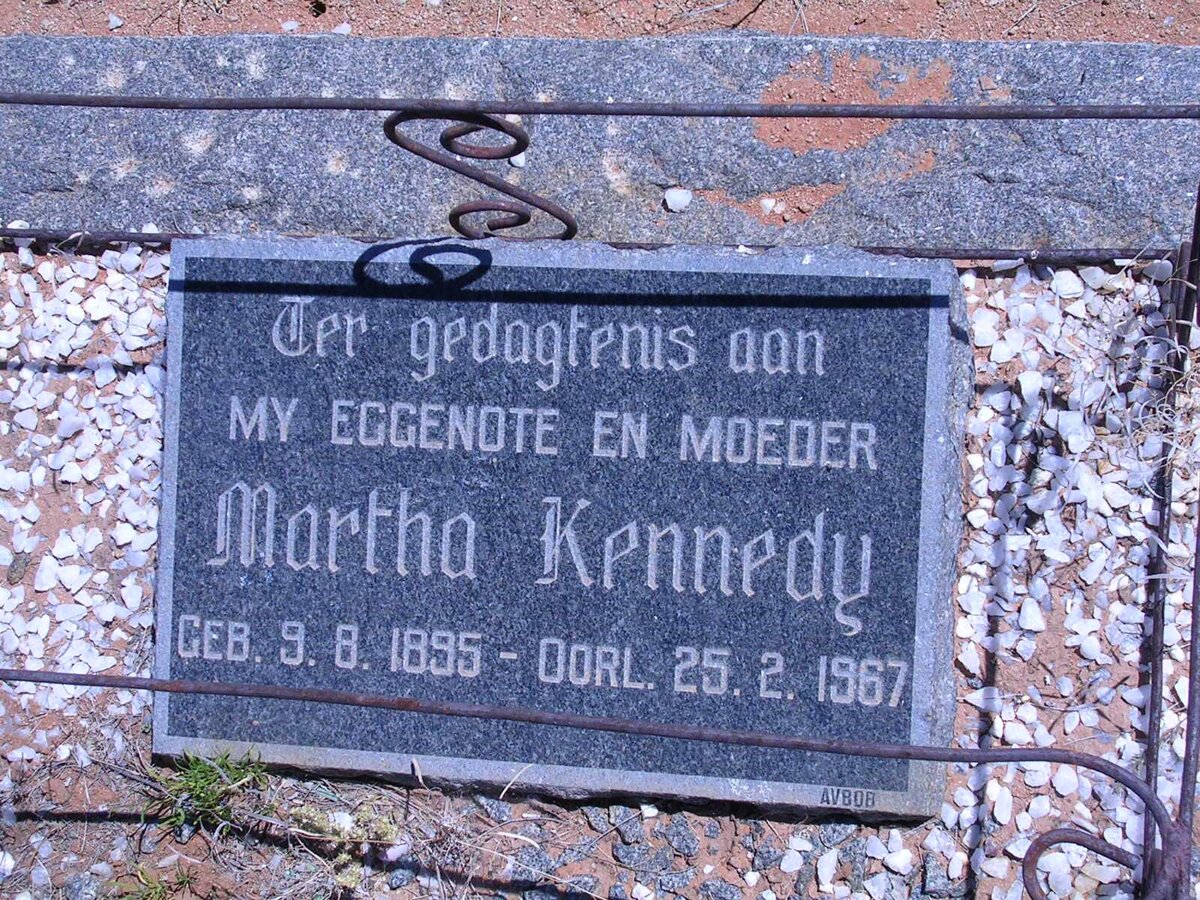 Ter gedagtenis aan
MY EGGENOTE EN MOEDER
Martha Kennedy
GEB. 9. 8. 1895 - OORL. 25. 2. 1967
AVBOB